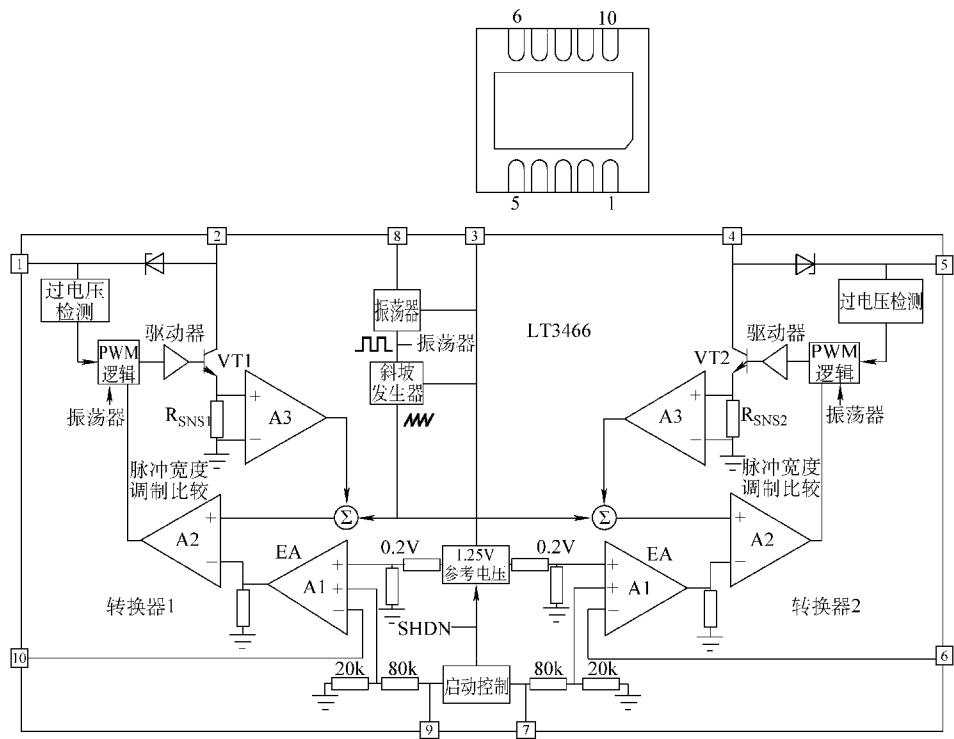 6 10
5 1
2 8 3 4
1 5
过电压
检测
过电压检测
振荡器
LT3466
驱动器
振荡器
驱动器
PWM
逻辑
VT1
斜坡
发生器
VT2
PWM
逻辑
振荡器
R_SNS1
+
−
A3
A3
+
−
R_SNS2
振荡器
脉冲宽度
调制比较
脉冲宽度
调制比较
Σ
Σ
+
A2
−
+
A2
−
EA
0.2V
1.25V
参考电压
0.2V
EA
A1
+
+
−
+
+
−
A1
转换器1
转换器2
SHDN
10
6
20k
80k
启动控制
80k
20k
9
7